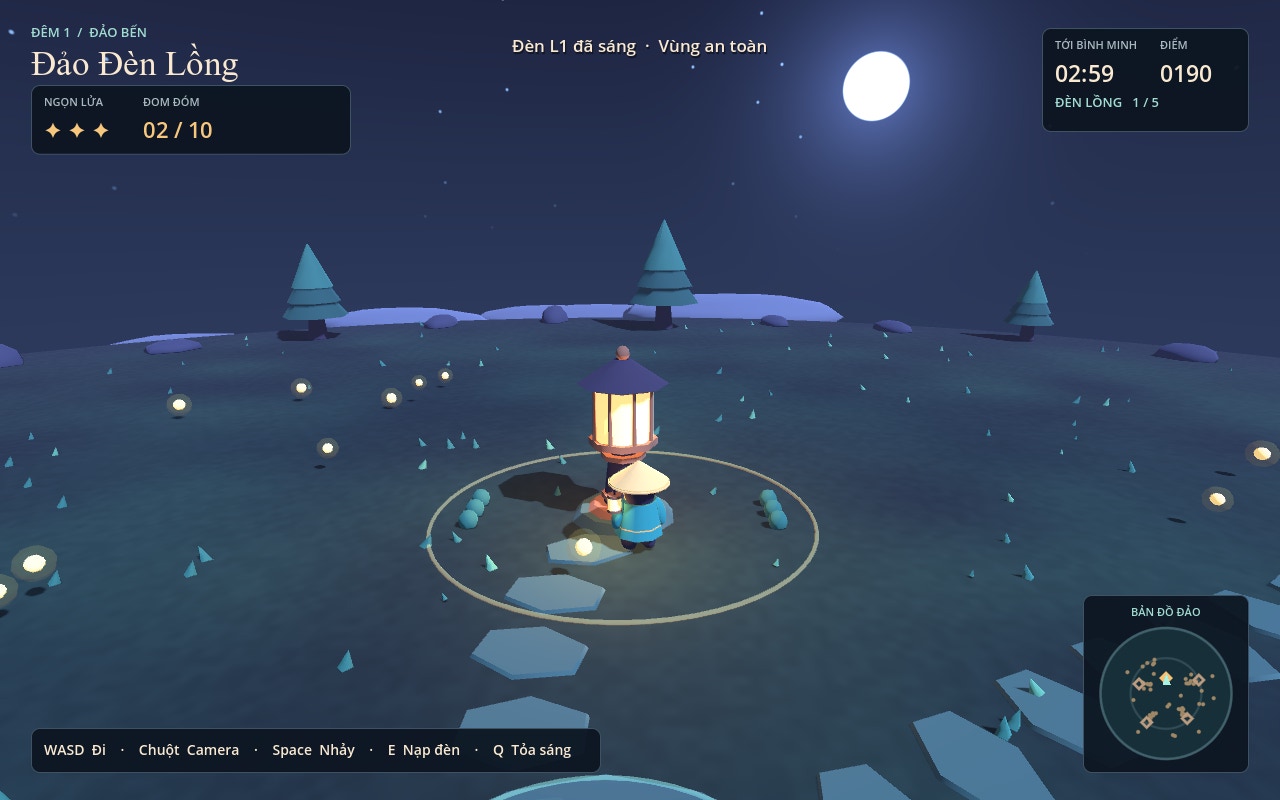 ĐÊM 1 / ĐẢO BẾN
Đảo Đèn Lồng
NGỌN LỬA ĐOM ĐÓM
02 / 10
Đèn L1 đã sáng · Vùng an toàn
TỚI BÌNH MINH ĐIỂM
02:59 0190
ĐÈN LỒNG 1 / 5
BẢN ĐỒ ĐẢO
WASD Đi · Chuột Camera · Space Nhảy · E Nạp đèn · Q Tỏa sáng